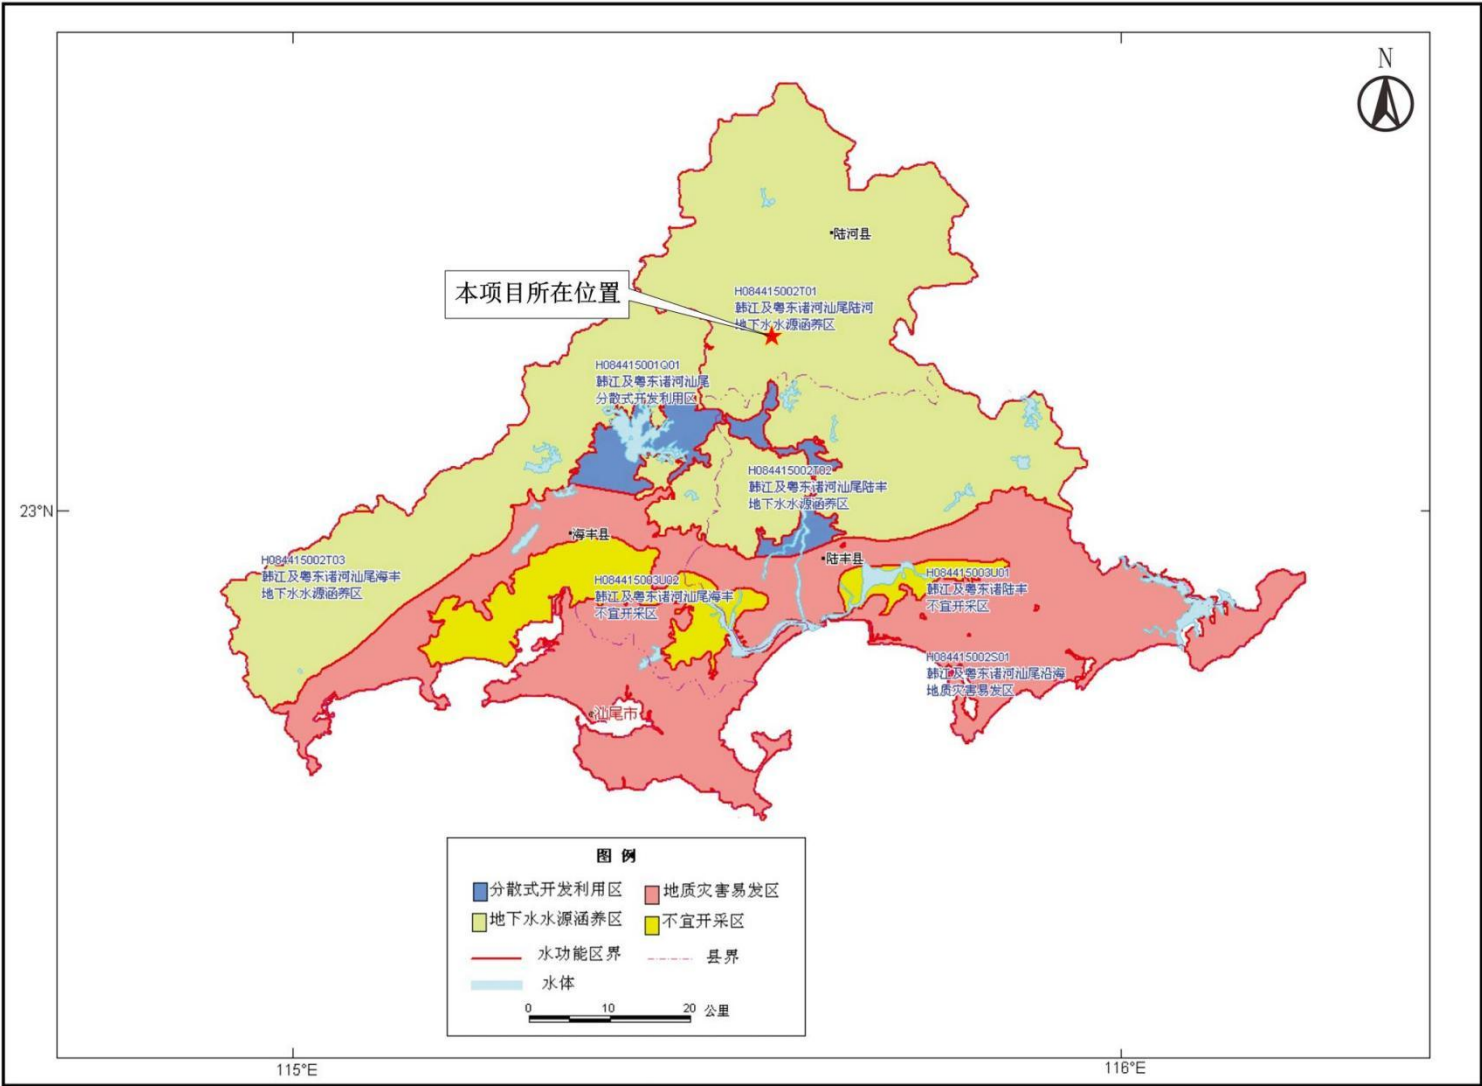 N
陆河县
本项目所在位置
H084415002T01
韩江及粤东诸河汕尾陆河
地下水水源涵养区
H084415001Q01
韩江及粤东诸河汕尾
分散式开发利用区
H084415002T02
韩江及粤东诸河汕尾陆丰
地下水水源涵养区
23°N
海丰县
陆丰县
H084415002T03
韩江及粤东诸河汕尾海丰
地下水水源涵养区
H084415003U02
韩江及粤东诸河汕尾海丰
不宜开采区
H084415003U01
韩江及粤东诸陆丰
不宜开采区
H084415002S01
韩江及粤东诸河汕尾沿海
地质灾害易发区
汕尾市
图 例
分散式开发利用区
地质灾害易发区
地下水水源涵养区
不宜开采区
水功能区界
县界
水体
0 10 20 公里
115°E
116°E